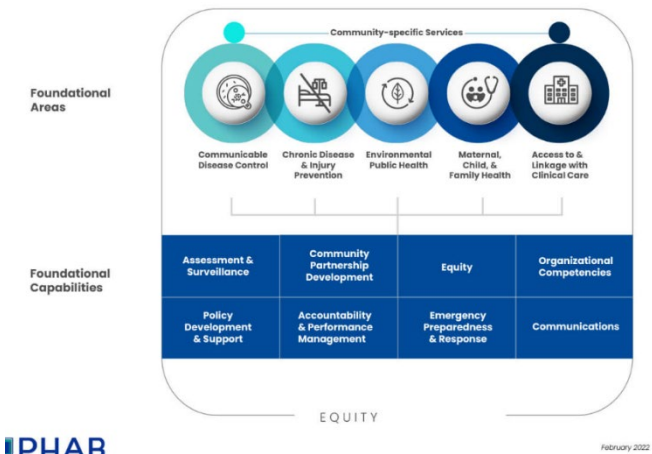 Community-specific Services
Foundational
Areas
Communicable
Disease Control
Chronic Disease
& Injury
Prevention
Environmental
Public Health
Maternal,
Child, &
Family Health
Access to &
Linkage with
Clinical Care
Foundational
Capabilities
Assessment &
Surveillance
Community
Partnership
Development
Equity
Organizational
Competencies
Policy
Development
& Support
Accountability
& Performance
Management
Emergency
Preparedness
& Response
Communications
EQUITY
PHAB
February 2022